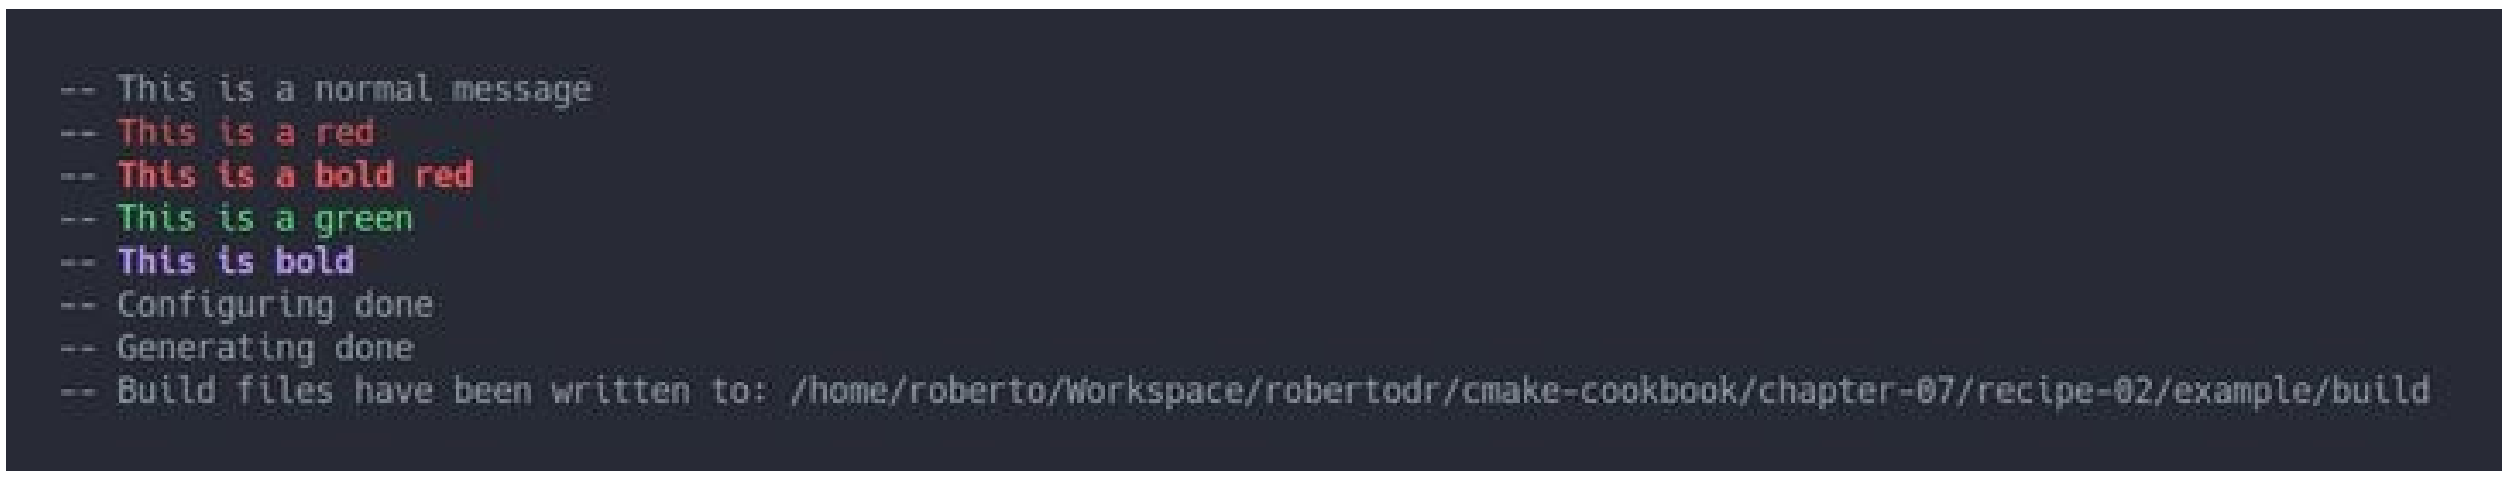 -- This is a normal message
-- This is a red
-- This is a bold red
-- This is a green
-- This is bold
-- Configuring done
-- Generating done
-- Build files have been written to: /home/roberto/Workspace/robertodr/cmake-cookbook/chapter-07/recipe-02/example/build